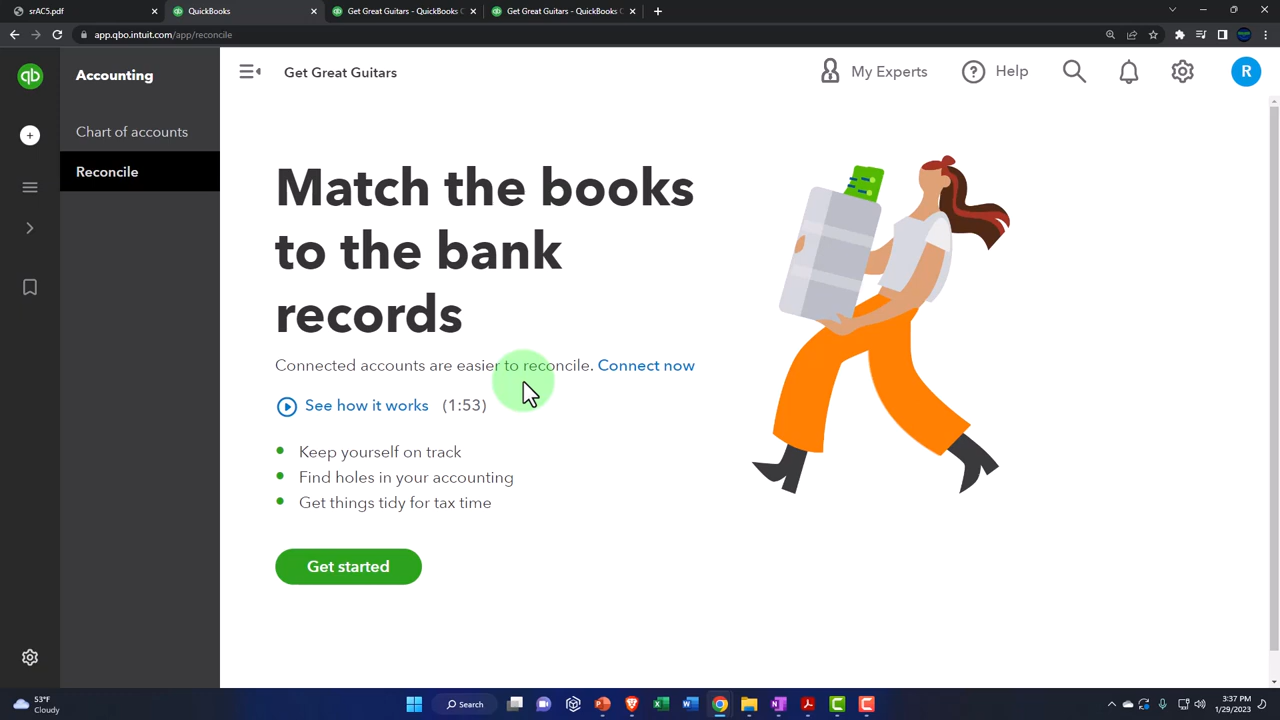 srACS.pdf
QuickBooks
Get Great Guitars - QuickBooks C
Get Great Guitars - QuickBooks C
app.qbo.intuit.com/app/reconcile
qb
Accounting
Get Great Guitars
My Experts
Help
R
Chart of accounts
Reconcile
Match the books
to the bank
records
Connected accounts are easier to reconcile. Connect now
See how it works (1:53)
Keep yourself on track
Find holes in your accounting
Get things tidy for tax time
Get started
53°F
Cloudy
Search
3:37 PM
1/20/2023